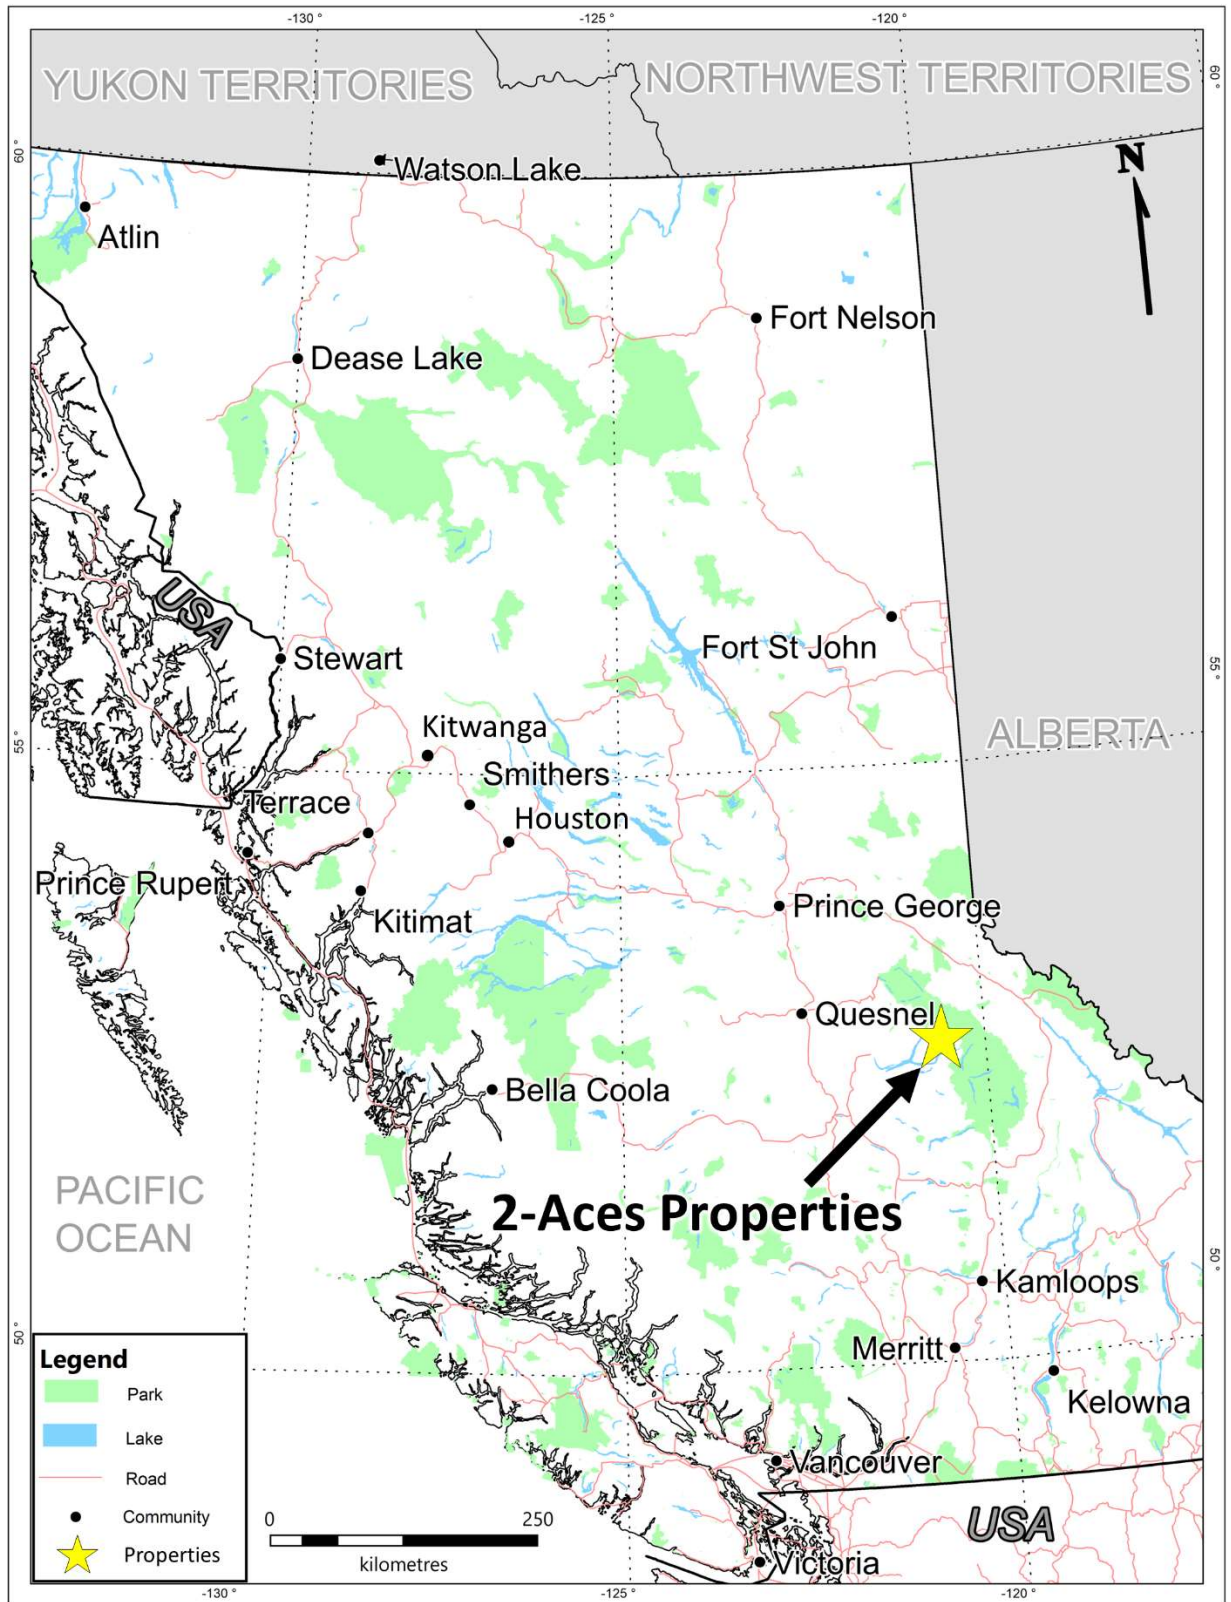 -130 °
-125 °
-120 °
60 °
60 °
YUKON TERRITORIES
NORTHWEST TERRITORIES
Watson Lake
N
Atlin
Fort Nelson
Dease Lake
USA
Fort St John
Stewart
55 °
55 °
Kitwanga
ALBERTA
Smithers
Terrace
Houston
Prince Rupert
Kitimat
Prince George
Quesnel
Bella Coola
PACIFIC
OCEAN
2-Aces Properties
50 °
50 °
Kamloops
Merritt
Kelowna
Legend
Park
Lake
Road
Community
Properties
0
250
kilometres
Vancouver
USA
Victoria
-130 °
-125 °
-120 °